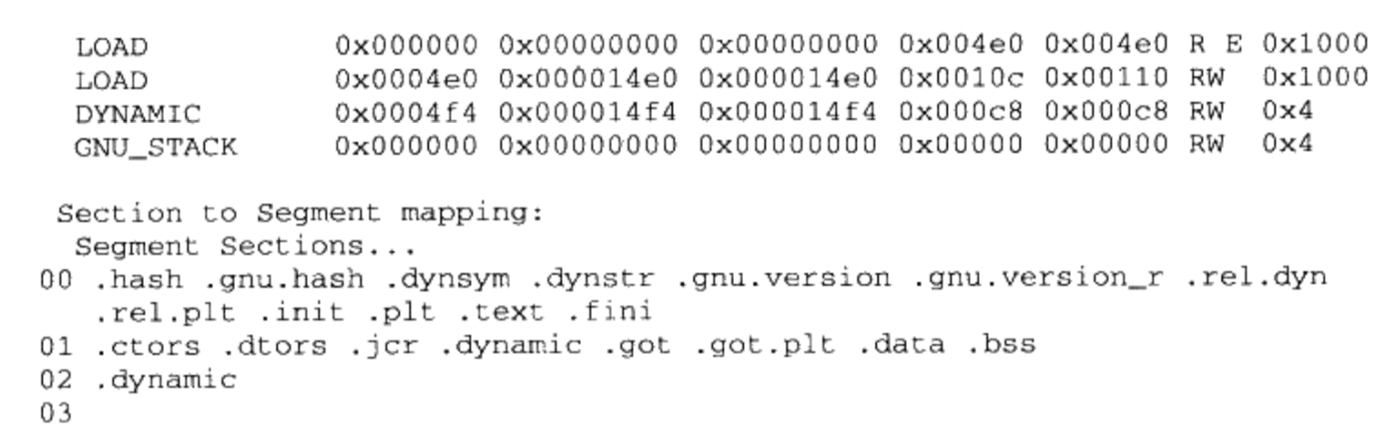 LOAD 0x000000 0x00000000 0x00000000 0x004e0 0x004e0 R E 0x1000
LOAD 0x0004e0 0x000014e0 0x000014e0 0x0010c 0x00110 RW 0x1000
DYNAMIC 0x0004f4 0x000014f4 0x000014f4 0x000c8 0x000c8 RW 0x4
GNU_STACK 0x000000 0x00000000 0x00000000 0x00000 0x00000 RW 0x4
Section to Segment mapping:
Segment Sections...
00 .hash .gnu.hash .dynsym .dynstr .gnu.version .gnu.version_r .rel.dyn
.rel.plt .init .plt .text .fini
01 .ctors .dtors .jcr .dynamic .got .got.plt .data .bss
02 .dynamic
03